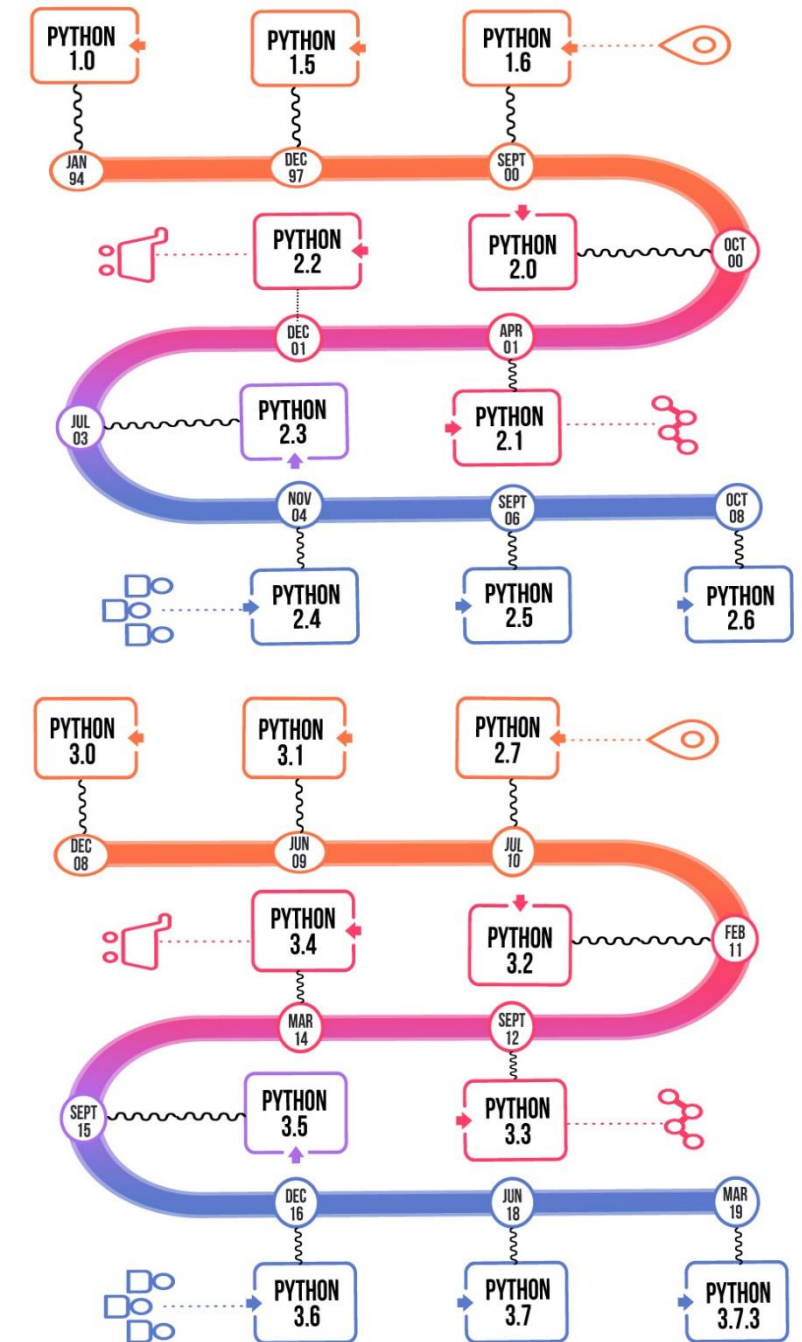 PYTHON
1.0
PYTHON
1.5
PYTHON
1.6
JAN
94
DEC
97
SEPT
00
PYTHON
2.2
PYTHON
2.0
OCT
00
DEC
01
APR
01
JUL
03
PYTHON
2.3
PYTHON
2.1
NOV
04
SEPT
06
OCT
08
PYTHON
2.4
PYTHON
2.5
PYTHON
2.6
PYTHON
3.0
PYTHON
3.1
PYTHON
2.7
DEC
08
JUN
09
JUL
10
PYTHON
3.4
PYTHON
3.2
FEB
11
MAR
14
SEPT
12
SEPT
15
PYTHON
3.5
PYTHON
3.3
DEC
16
JUN
18
MAR
19
PYTHON
3.6
PYTHON
3.7
PYTHON
3.7.3